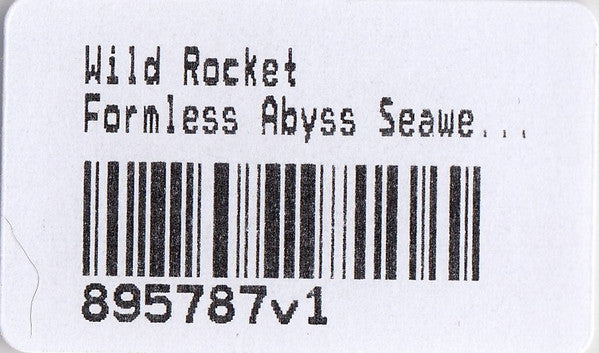 Wild Rocket
Formless Abyss Seawe...
895787v1